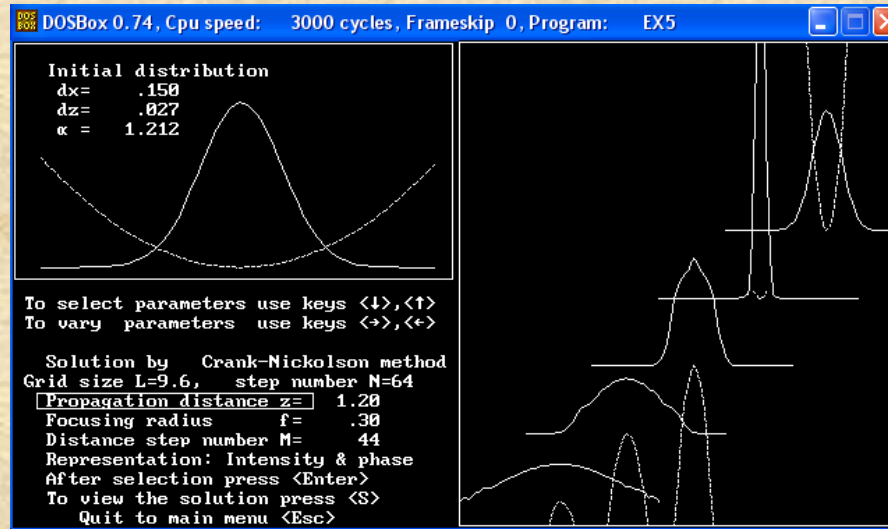 DOSBox 0.74, Cpu speed: 3000 cycles, Frameskip 0, Program: EX5
Initial distribution
dx= .150
dz= .027
α = 1.212
To select parameters use keys <↓>,<↑>
To vary parameters use keys <→>,<←>
Solution by Crank-Nickolson method
Grid size L=9.6, step number N=64
Propagation distance z= 1.20
Focusing radius f= .30
Distance step number M= 44
Representation: Intensity & phase
After selection press <Enter>
To view the solution press <S>
Quit to main menu <Esc>